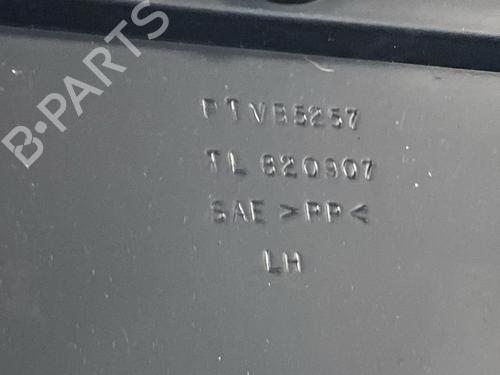 B-PARTS
PTVB5257
TL 820907
SAE >PP<
LH